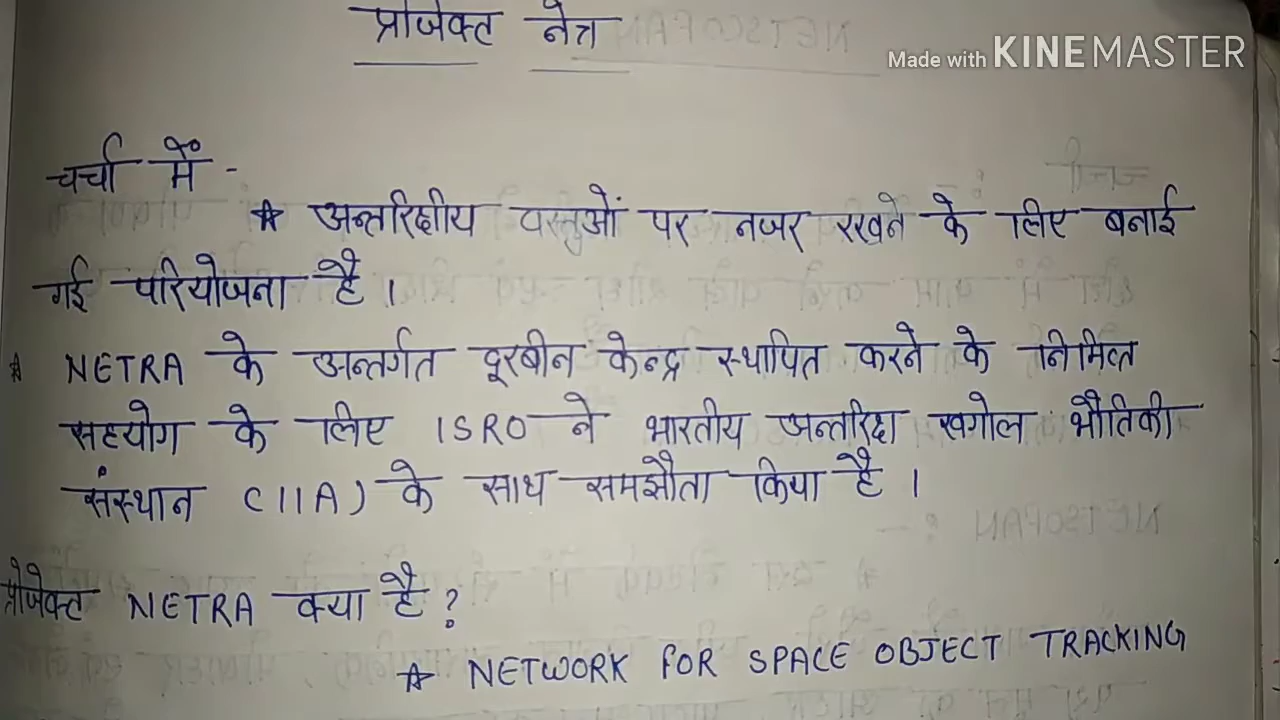 प्रोजेक्ट नेत्र
Made with KINEMASTER
चर्चा में -
☆ अन्तरिक्षीय वस्तुओं पर नजर रखने के लिए बनाई
गई परियोजना है।
☆ NETRA के अन्तर्गत दूरबीन केन्द्र स्थापित करने के निमित्त
सहयोग के लिए ISRO ने भारतीय अन्तरिक्ष खगोल भौतिकी
संस्थान (IIA) के साथ समझौता किया है।
प्रोजेक्ट NETRA क्या है?
☆ NETWORK FOR SPACE OBJECT TRACKING